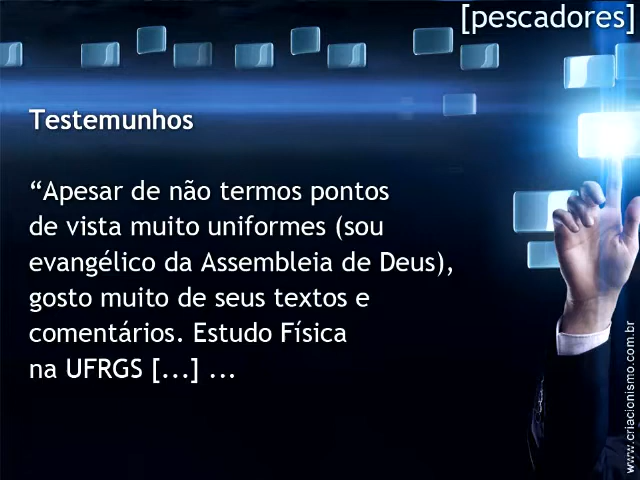 [pescadores]
Testemunhos
“Apesar de não termos pontos
de vista muito uniformes (sou
evangélico da Assembleia de Deus),
gosto muito de seus textos e
comentários. Estudo Física
na UFRGS [...] ...
www.criacionismo.com.br